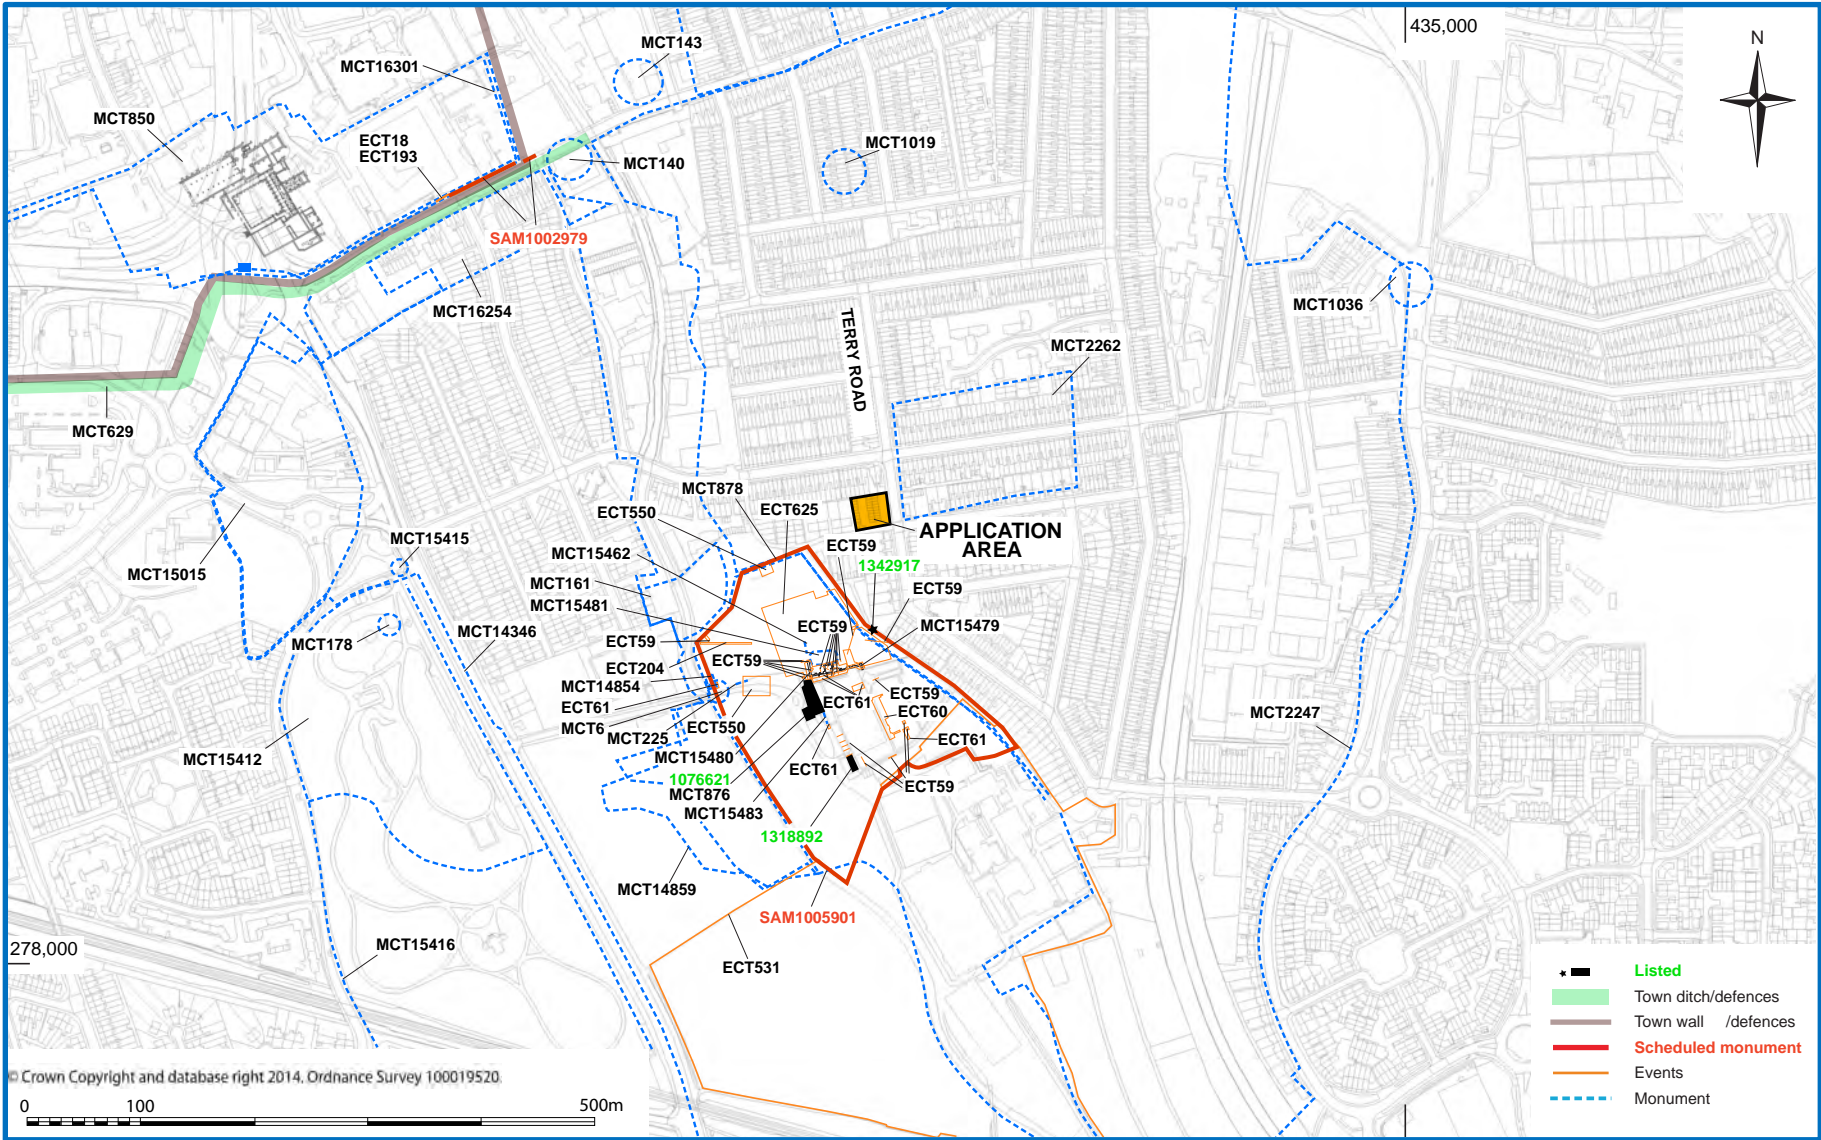 435,000
N
MCT143
MCT16301
MCT850
ECT18
ECT193
MCT140
MCT1019
SAM1002979
MCT16254
MCT1036
TERRY ROAD
MCT2262
MCT629
MCT878
ECT625
ECT550
APPLICATION
AREA
MCT15415
MCT15462
ECT59
1342917
MCT15015
MCT161
ECT59
MCT15481
ECT59
MCT15479
MCT178
MCT14346
ECT59
ECT204
ECT59
MCT14854
ECT61
ECT61
ECT59
ECT60
MCT6
MCT225
ECT550
MCT2247
ECT61
MCT15412
MCT15480
ECT61
1076621
ECT59
MCT876
MCT15483
1318892
MCT14859
SAM1005901
MCT15416
278,000
ECT531
Listed
Town ditch/defences
Town wall /defences
Scheduled monument
Events
Monument
© Crown Copyright and database right 2014. Ordnance Survey 100019520
0 100 500m